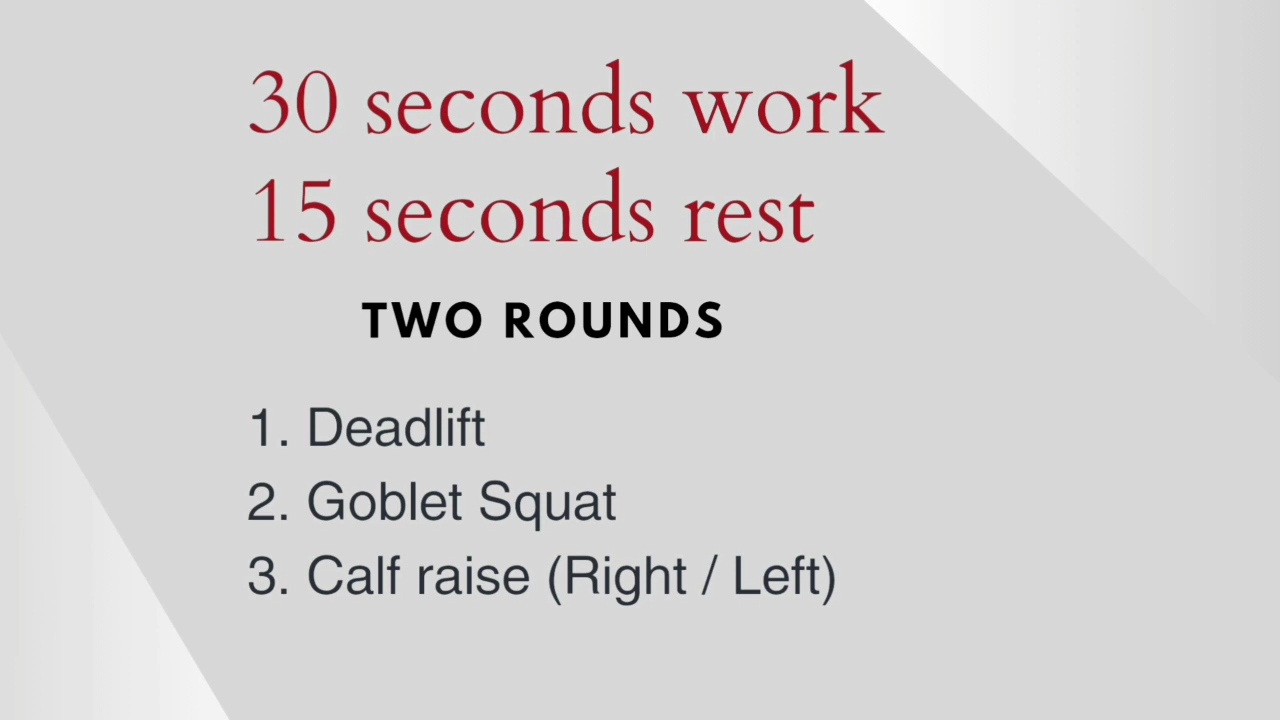 30 seconds work
15 seconds rest
TWO ROUNDS
1. Deadlift
2. Goblet Squat
3. Calf raise (Right / Left)